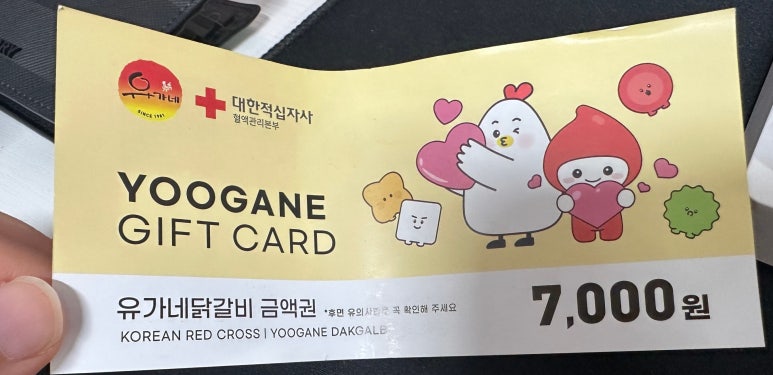 유가네
SINCE 1981
대한적십자사
혈액관리본부
YOOGANE
GIFT CARD
유가네닭갈비 금액권 *후면 유의사항을 꼭 확인해 주세요
7,000원
KOREAN RED CROSS | YOOGANE DAKGALBI